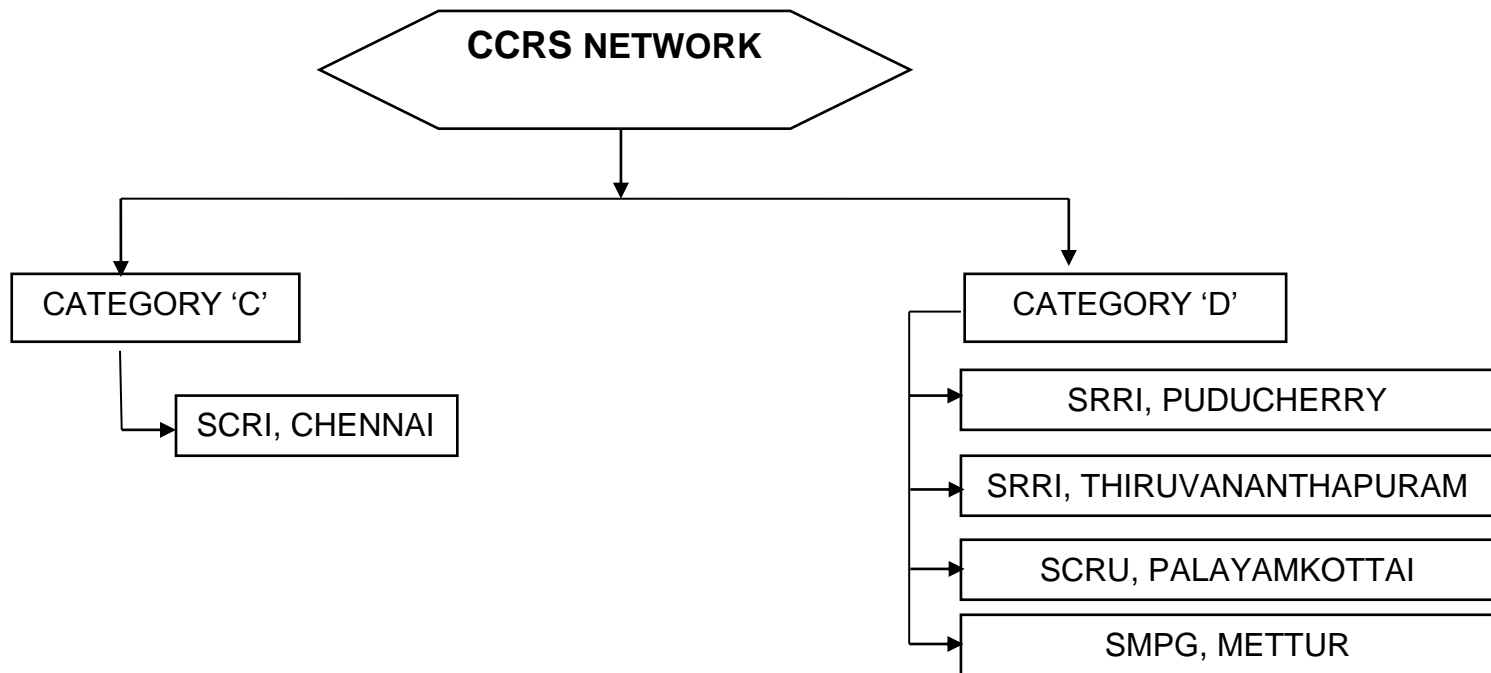 CCRS NETWORK
CATEGORY ‘C’
SCRI, CHENNAI
CATEGORY ‘D’
SRRI, PUDUCHERRY
SRRI, THIRUVANANTHAPURAM
SCRU, PALAYAMKOTTAI
SMPG, METTUR